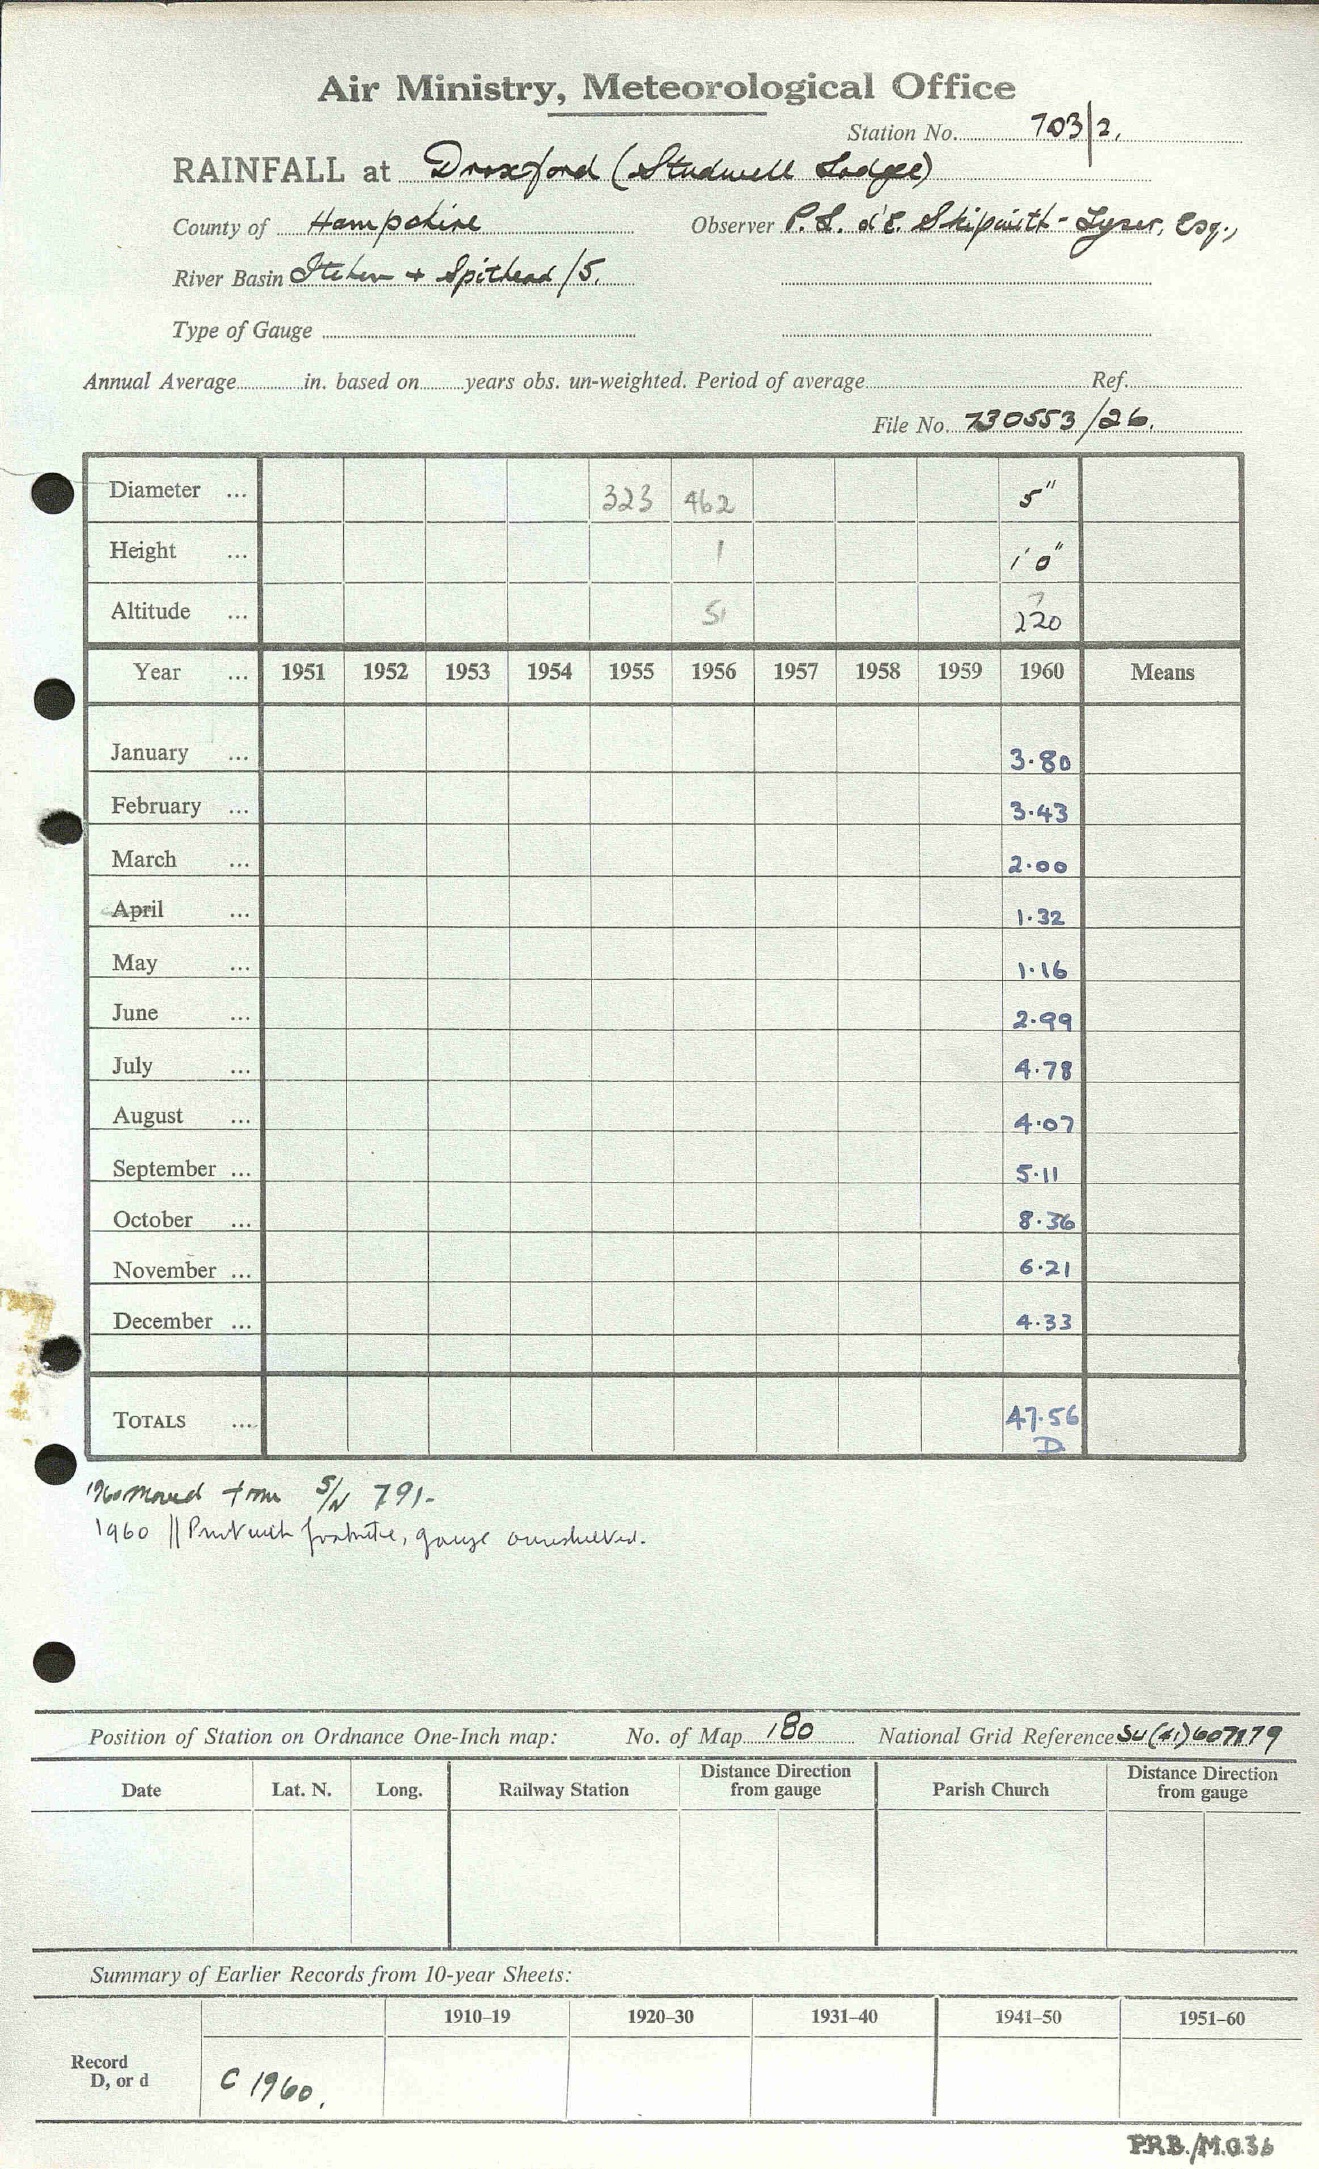 Air Ministry, Meteorological Office
Station No. 703/2.
RAINFALL at Droxford (Studwell Lodge)
County of Hampshire Observer P. L. d'E. Skipwith-Tyser, Esq.,
River Basin Itchen + Spithead /5.
Type of Gauge
Annual Average in. based on years obs. un-weighted. Period of average Ref.
File No. 730553/26.
Diameter ... 323 462 5"
Height ... 1 1' 0"
Altitude ... 51 ? 220
Year ... 1951 1952 1953 1954 1955 1956 1957 1958 1959 1960 Means
January ... 3.80
February ... 3.43
March ... 2.00
April ... 1.32
May ... 1.16
June ... 2.99
July ... 4.78
August ... 4.07
September ... 5.11
October ... 8.36
November ... 6.21
December ... 4.33
TOTALS ... 47.56
D
1960 moved from S/N 791-
1960 || gauge
Position of Station on Ordnance One-Inch map: No. of Map 180 National Grid Reference SU(41)
Date Lat. N. Long. Railway Station Distance Direction from gauge Parish Church Distance Direction from gauge
Summary of Earlier Records from 10-year Sheets:
1910–19 1920–30 1931–40 1941–50 1951–60
Record
D, or d C 1960.
P.R.B./M.O.36